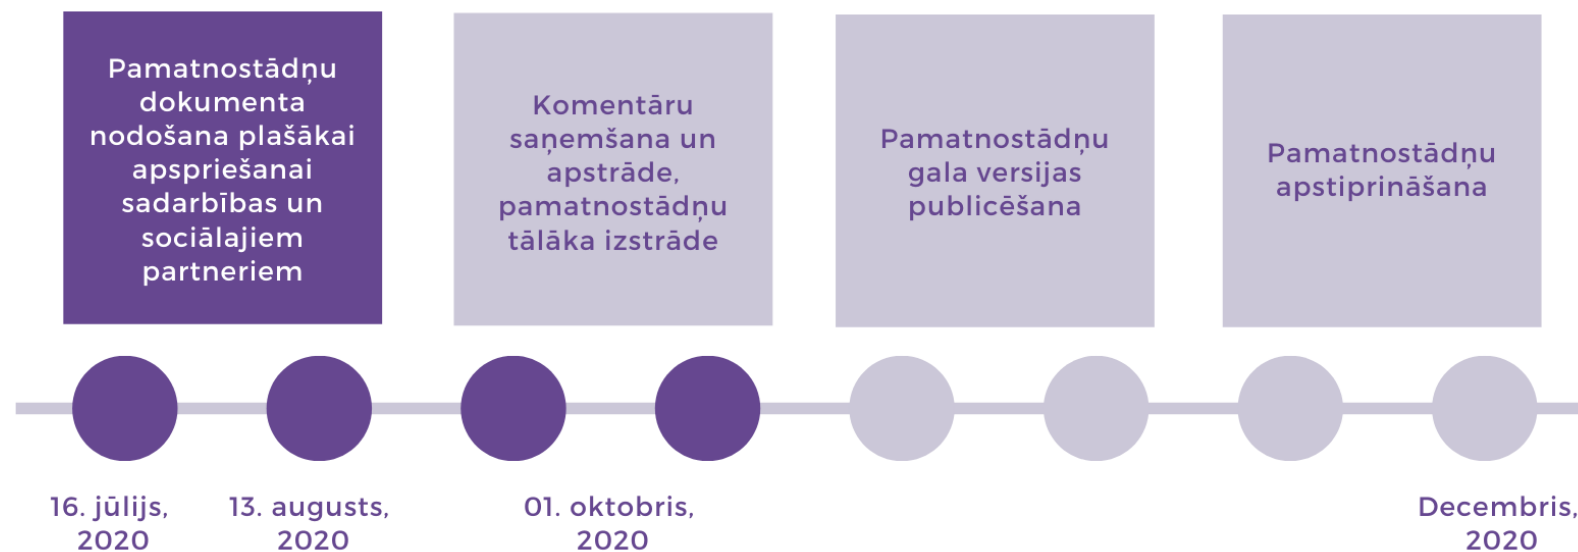 Pamatnostādņu
dokumenta
nodošana plašākai
apspriešanai
sadarbības un
sociālajiem
partneriem
Komentāru
saņemšana un
apstrāde,
pamatnostādņu
tālāka izstrāde
Pamatnostādņu
gala versijas
publicēšana
Pamatnostādņu
apstiprināšana
16. jūlijs,
2020
13. augusts,
2020
01. oktobris,
2020
Decembris,
2020